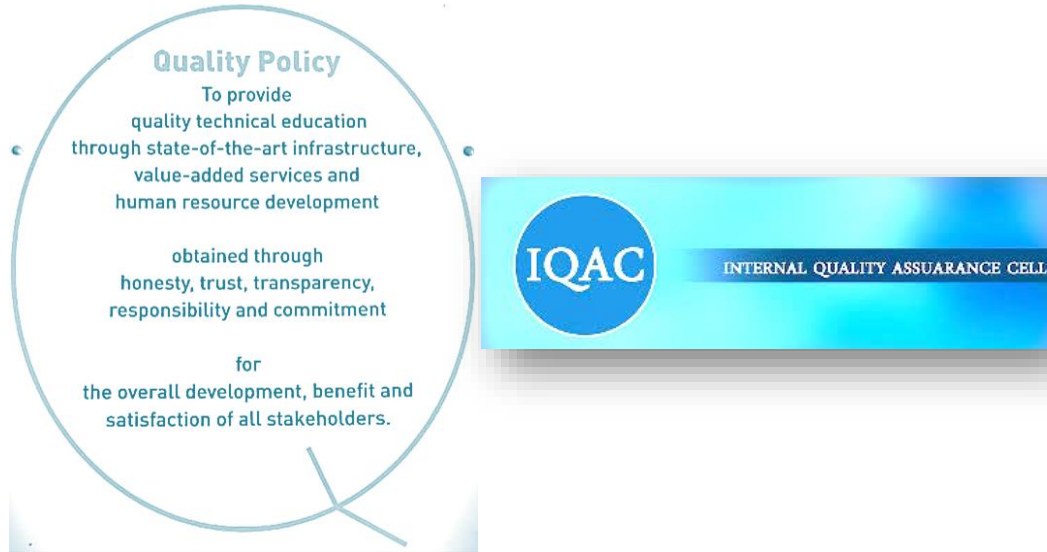 Quality Policy
To provide
quality technical education
through state-of-the-art infrastructure,
value-added services and
human resource development
obtained through
honesty, trust, transparency,
responsibility and commitment
for
the overall development, benefit and
satisfaction of all stakeholders.
IQAC
INTERNAL QUALITY ASSUARANCE CELL